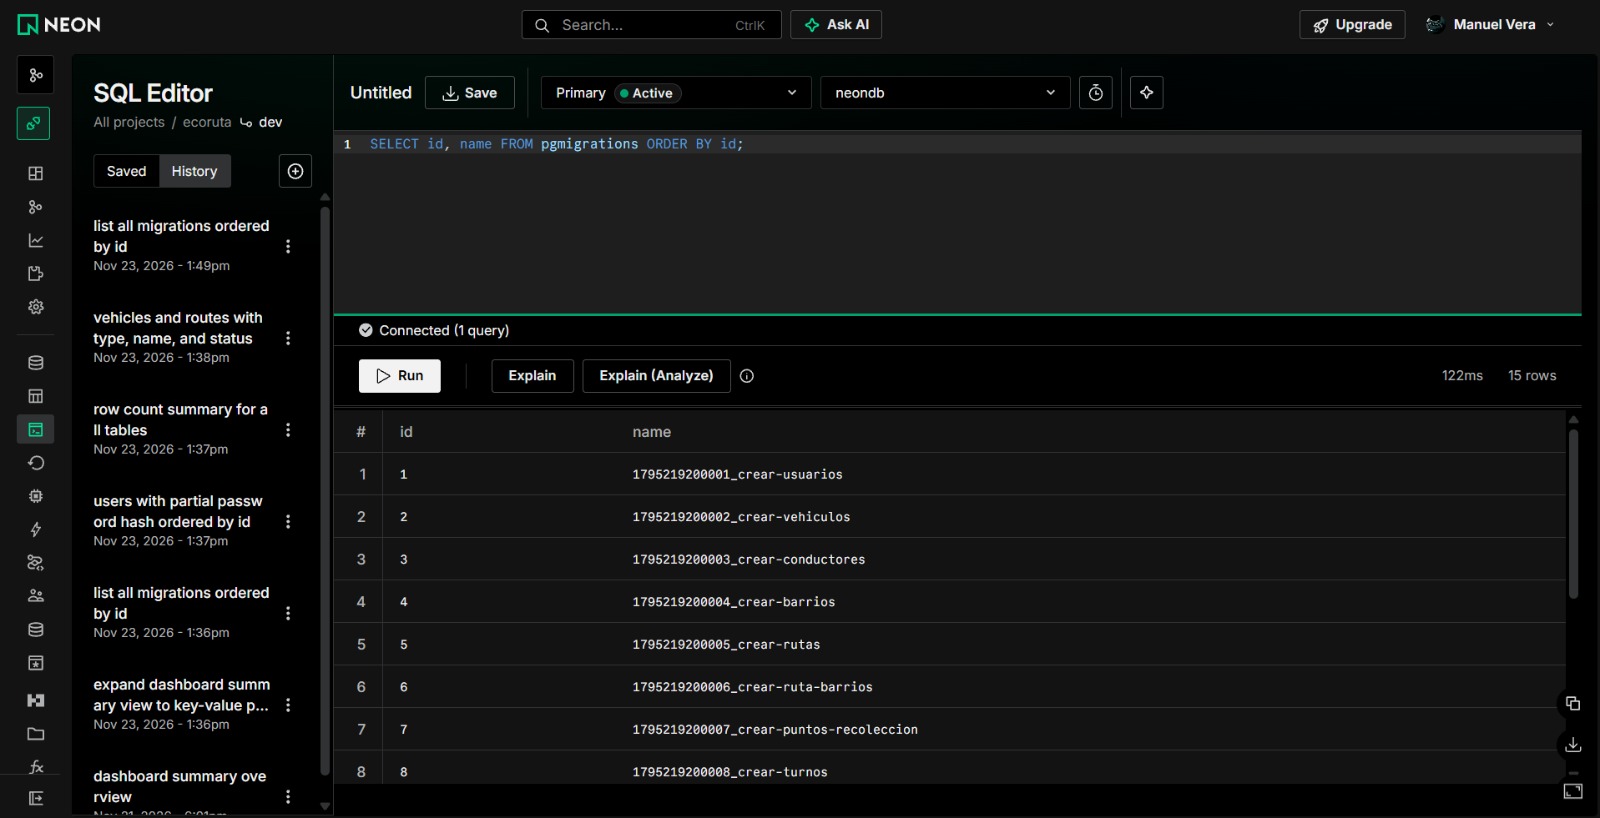 NEON
Search...
CtrlK
Ask AI
Upgrade
Manuel Vera
SQL Editor
All projects / ecoruta dev
Saved
History
list all migrations ordered
by id
Nov 23, 2026 - 1:49pm
vehicles and routes with
type, name, and status
Nov 23, 2026 - 1:38pm
row count summary for a
ll tables
Nov 23, 2026 - 1:37pm
users with partial passw
ord hash ordered by id
Nov 23, 2026 - 1:37pm
list all migrations ordered
by id
Nov 23, 2026 - 1:36pm
expand dashboard summ
ary view to key-value p...
Nov 23, 2026 - 1:36pm
dashboard summary ove
rview
Untitled
Save
Primary Active
neondb
1 SELECT id, name FROM pgmigrations ORDER BY id;
Connected (1 query)
Run
Explain
Explain (Analyze)
122ms
15 rows
# id name
1 1 1795219200001_crear-usuarios
2 2 1795219200002_crear-vehiculos
3 3 1795219200003_crear-conductores
4 4 1795219200004_crear-barrios
5 5 1795219200005_crear-rutas
6 6 1795219200006_crear-ruta-barrios
7 7 1795219200007_crear-puntos-recoleccion
8 8 1795219200008_crear-turnos